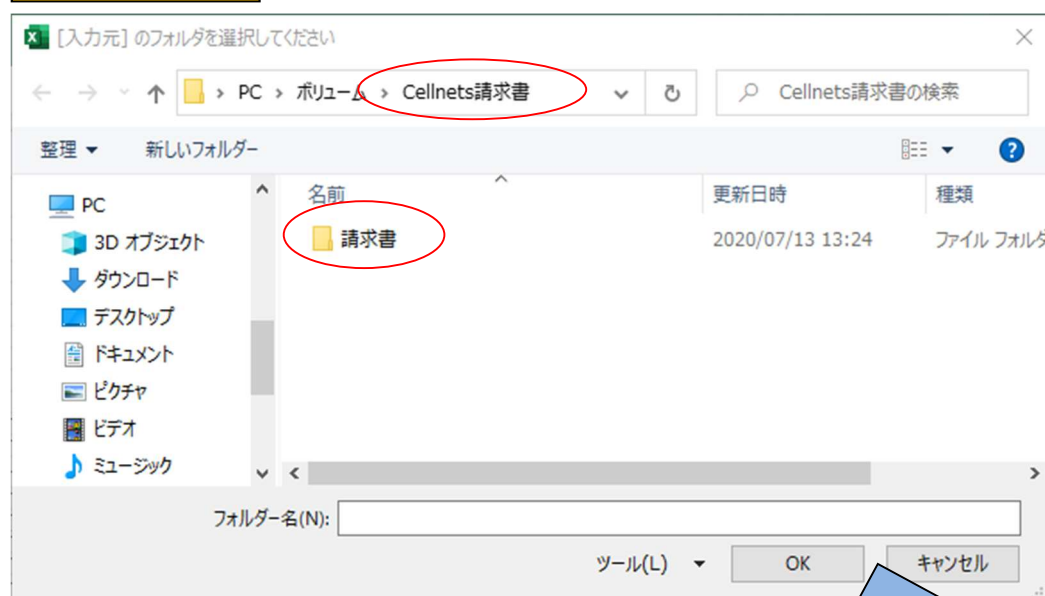 [入力元] のフォルダを選択してください
PC › ボリューム › Cellnets請求書
Cellnets請求書の検索
整理
新しいフォルダー
名前
更新日時
種類
PC
3D オブジェクト
請求書
2020/07/13 13:24
ファイル フォルダ
ダウンロード
デスクトップ
ドキュメント
ピクチャ
ビデオ
ミュージック
フォルダー名(N):
ツール(L)
OK
キャンセル